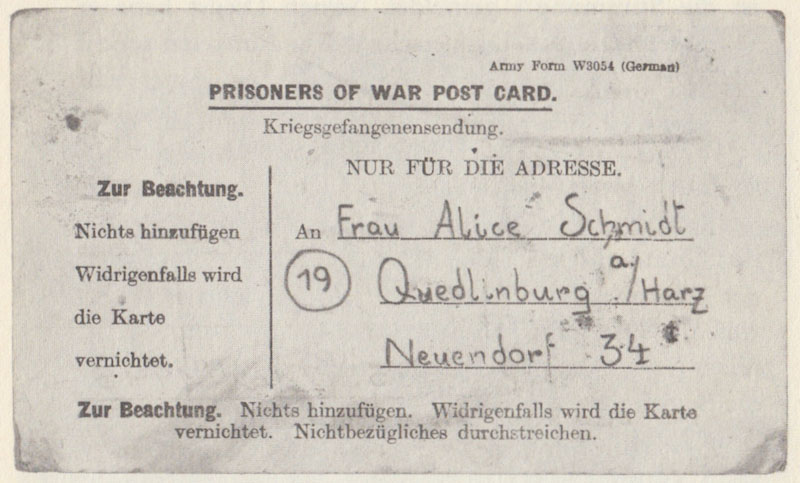 Army Form W3054 (German)
PRISONERS OF WAR POST CARD.
Kriegsgefangenensendung.
NUR FÜR DIE ADRESSE.
Zur Beachtung.
Nichts hinzufügen
Widrigenfalls wird
die Karte
vernichtet.
An Frau Alice Schmidt
19 Quedlinburg a./Harz
Neuendorf 34
Zur Beachtung. Nichts hinzufügen. Widrigenfalls wird die Karte
vernichtet. Nichtbezügliches durchstreichen.